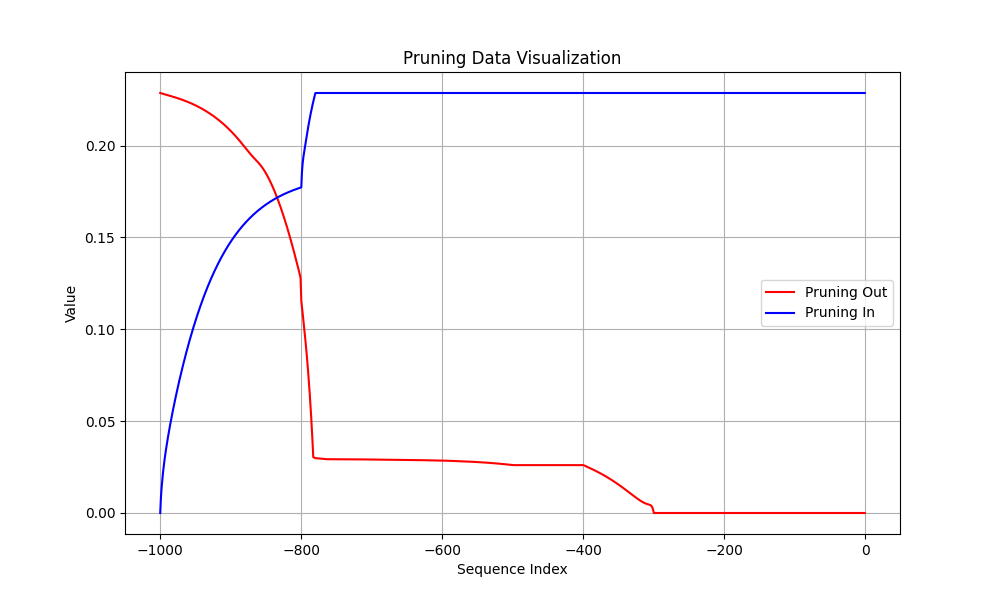 Pruning Data Visualization
Value
0.20
0.15
0.10
0.05
0.00
Pruning Out
Pruning In
−1000
−800
−600
−400
−200
0
Sequence Index